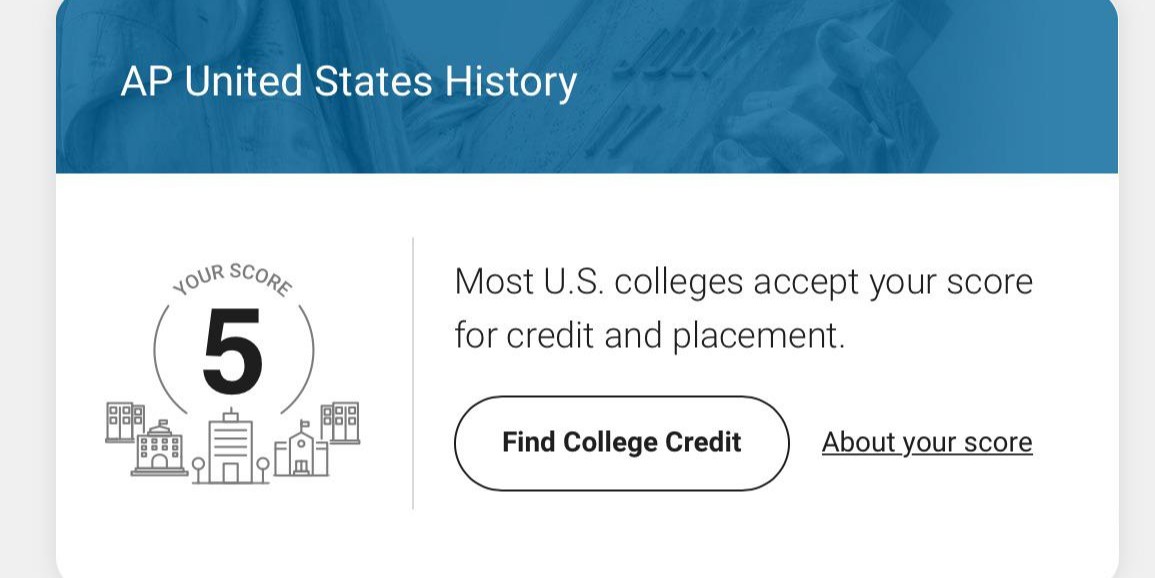 AP United States History
YOUR SCORE
5
Most U.S. colleges accept your score
for credit and placement.
Find College Credit
About your score